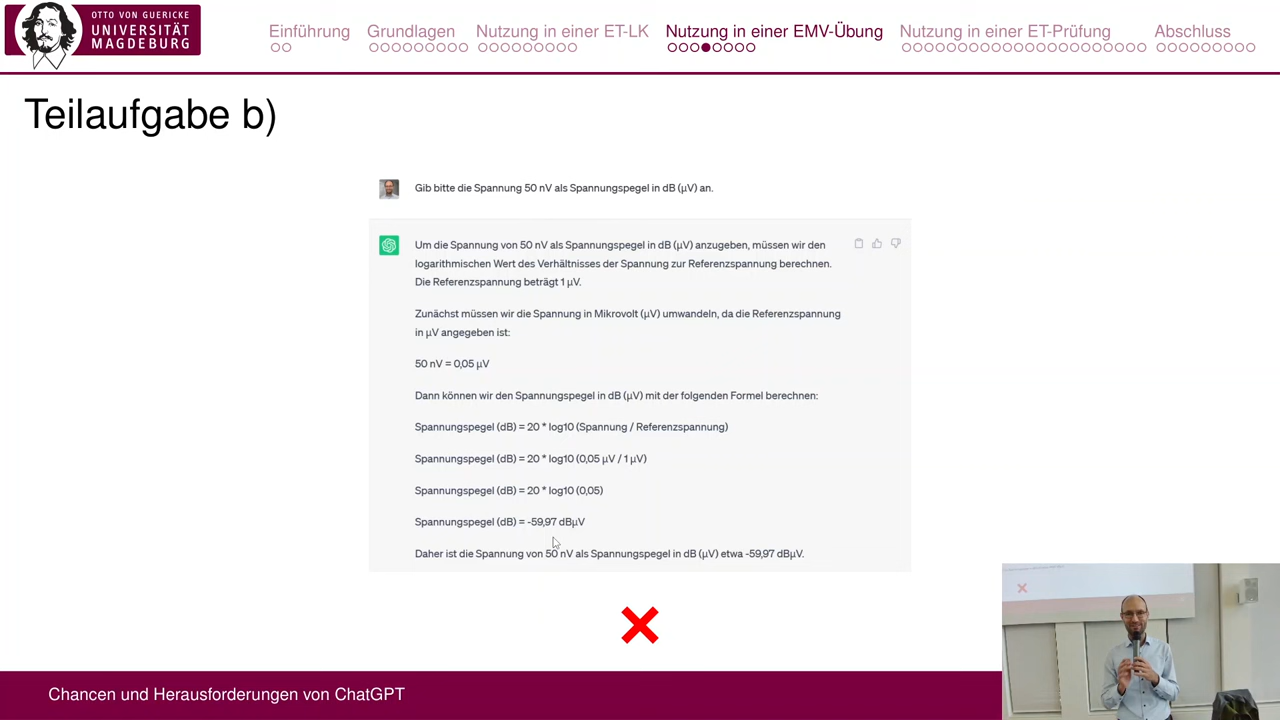 OTTO VON GUERICKE
UNIVERSITÄT
MAGDEBURG
Einführung
Grundlagen
Nutzung in einer ET-LK
Nutzung in einer EMV-Übung
Nutzung in einer ET-Prüfung
Abschluss
Teilaufgabe b)
Gib bitte die Spannung 50 nV als Spannungspegel in dB (µV) an.
Um die Spannung von 50 nV als Spannungspegel in dB (µV) anzugeben, müssen wir den
logarithmischen Wert des Verhältnisses der Spannung zur Referenzspannung berechnen.
Die Referenzspannung beträgt 1 µV.
Zunächst müssen wir die Spannung in Mikrovolt (µV) umwandeln, da die Referenzspannung
in µV angegeben ist:
50 nV = 0,05 µV
Dann können wir den Spannungspegel in dB (µV) mit der folgenden Formel berechnen:
Spannungspegel (dB) = 20 * log10 (Spannung / Referenzspannung)
Spannungspegel (dB) = 20 * log10 (0,05 µV / 1 µV)
Spannungspegel (dB) = 20 * log10 (0,05)
Spannungspegel (dB) = -59,97 dBµV
Daher ist die Spannung von 50 nV als Spannungspegel in dB (µV) etwa -59,97 dBµV.
Chancen und Herausforderungen von ChatGPT